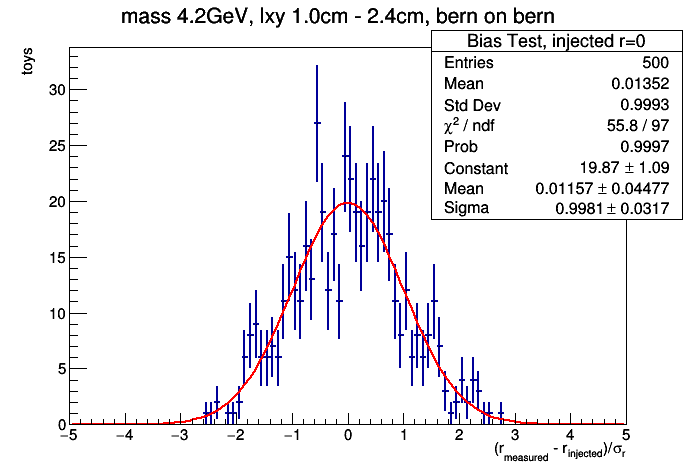 mass 4.2GeV, lxy 1.0cm - 2.4cm, bern on bern
Bias Test, injected r=0
Entries 500
Mean 0.01352
Std Dev 0.9993
χ² / ndf 55.8 / 97
Prob 0.9997
Constant 19.87 ± 1.09
Mean 0.01157 ± 0.04477
Sigma 0.9981 ± 0.0317
toys
30
25
20
15
10
5
0
−5 −4 −3 −2 −1 0 1 2 3 4 5
(r_measured - r_injected)/σ_r